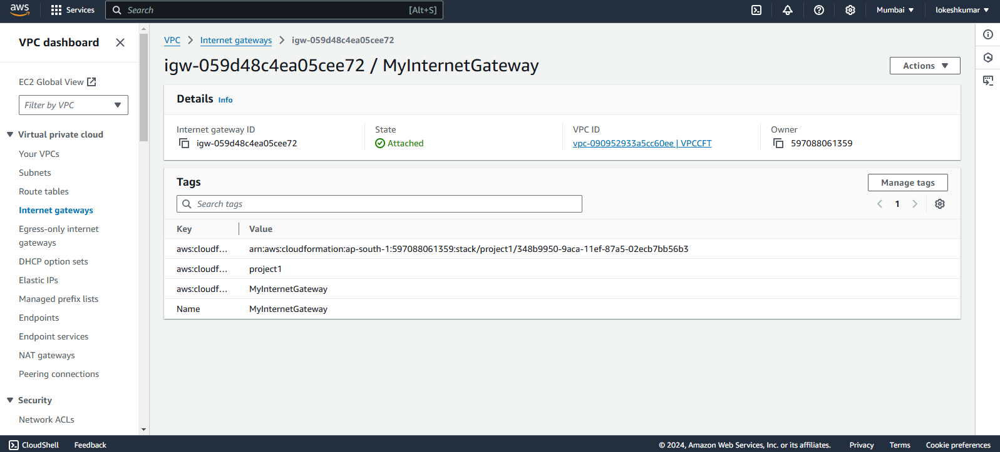 aws Services Search [Alt+S] Mumbai lokeshkumar
VPC dashboard
EC2 Global View
Filter by VPC
Virtual private cloud
Your VPCs
Subnets
Route tables
Internet gateways
Egress-only internet
gateways
DHCP option sets
Elastic IPs
Managed prefix lists
Endpoints
Endpoint services
NAT gateways
Peering connections
Security
Network ACLs
VPC Internet gateways igw-059d48c4ea05cee72
igw-059d48c4ea05cee72 / MyInternetGateway
Actions
Details Info
Internet gateway ID
igw-059d48c4ea05cee72
State
Attached
VPC ID
vpc-090952933a5cc60ee | VPCCFT
Owner
597088061359
Tags
Manage tags
Search tags
1
Key Value
aws:cloudf... arn:aws:cloudformation:ap-south-1:597088061359:stack/project1/348b9950-9aca-11ef-87a5-02ecb7bb56b3
aws:cloudf... project1
aws:cloudf... MyInternetGateway
Name MyInternetGateway
CloudShell Feedback © 2024, Amazon Web Services, Inc. or its affiliates. Privacy Terms Cookie preferences